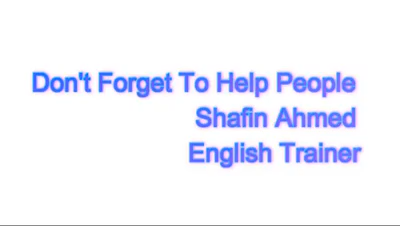 Don't Forget To Help People
Shafin Ahmed
English Trainer